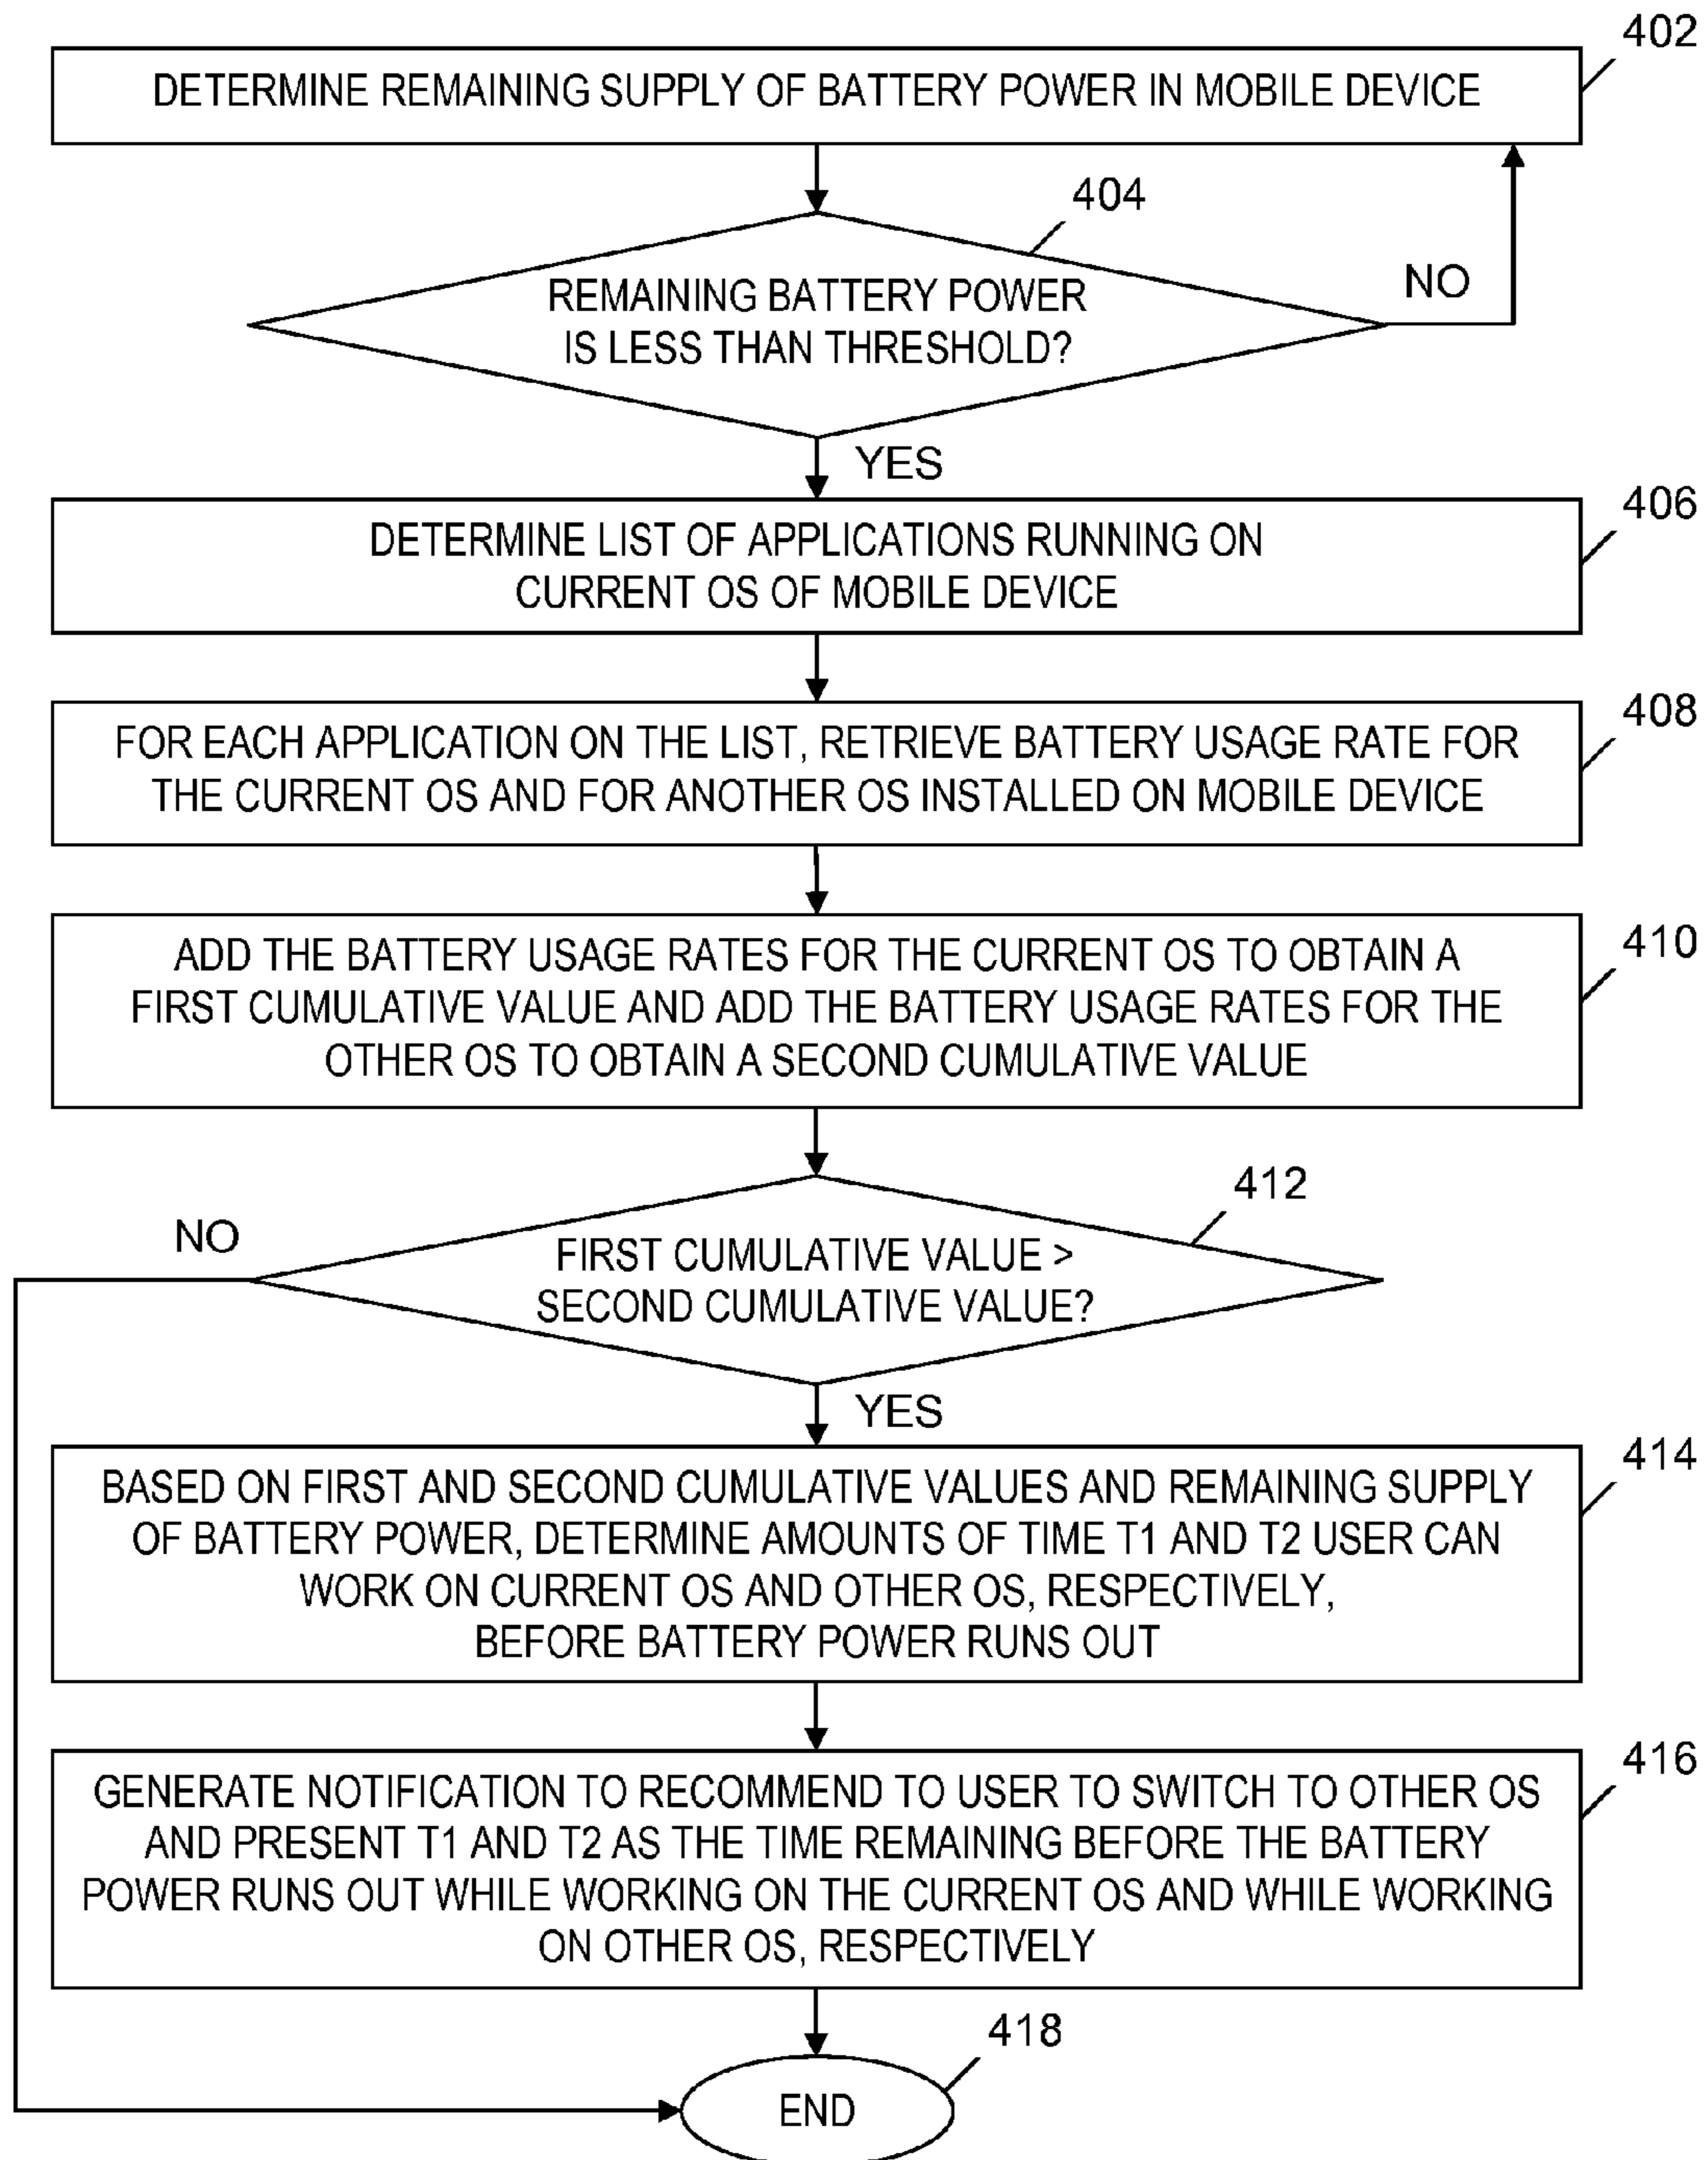 402
DETERMINE REMAINING SUPPLY OF BATTERY POWER IN MOBILE DEVICE
404
REMAINING BATTERY POWER
IS LESS THAN THRESHOLD?
NO
YES
406
DETERMINE LIST OF APPLICATIONS RUNNING ON
CURRENT OS OF MOBILE DEVICE
408
FOR EACH APPLICATION ON THE LIST, RETRIEVE BATTERY USAGE RATE FOR
THE CURRENT OS AND FOR ANOTHER OS INSTALLED ON MOBILE DEVICE
410
ADD THE BATTERY USAGE RATES FOR THE CURRENT OS TO OBTAIN A
FIRST CUMULATIVE VALUE AND ADD THE BATTERY USAGE RATES FOR THE
OTHER OS TO OBTAIN A SECOND CUMULATIVE VALUE
412
NO
FIRST CUMULATIVE VALUE >
SECOND CUMULATIVE VALUE?
YES
414
BASED ON FIRST AND SECOND CUMULATIVE VALUES AND REMAINING SUPPLY
OF BATTERY POWER, DETERMINE AMOUNTS OF TIME T1 AND T2 USER CAN
WORK ON CURRENT OS AND OTHER OS, RESPECTIVELY,
BEFORE BATTERY POWER RUNS OUT
416
GENERATE NOTIFICATION TO RECOMMEND TO USER TO SWITCH TO OTHER OS
AND PRESENT T1 AND T2 AS THE TIME REMAINING BEFORE THE BATTERY
POWER RUNS OUT WHILE WORKING ON THE CURRENT OS AND WHILE WORKING
ON OTHER OS, RESPECTIVELY
418
END